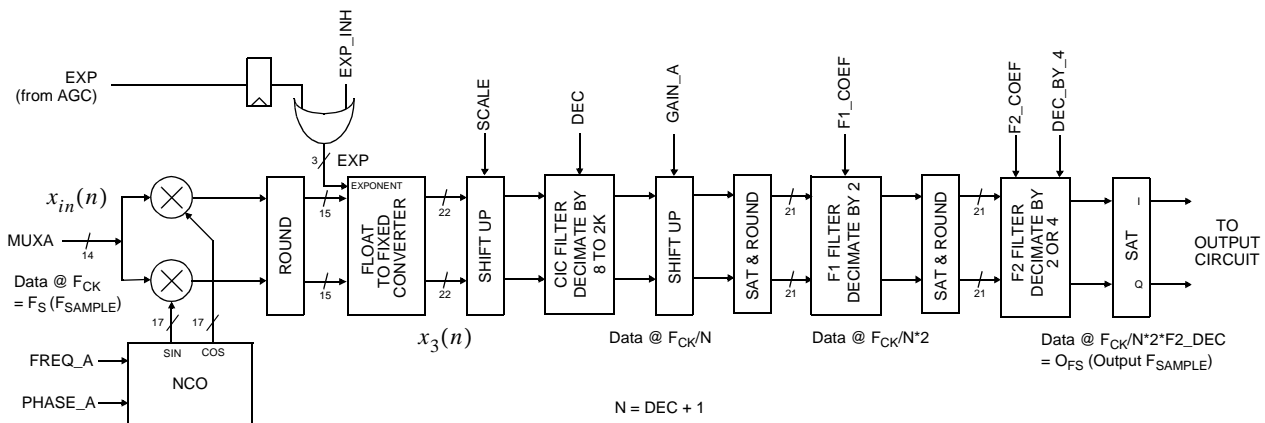 EXP_INH
EXP
(from AGC)
SCALE
DEC
GAIN_A
F1_COEF
F2_COEF
DEC_BY_4
3
EXP
x_in(n)
MUXA
14
Data @ F_CK
= F_S (F_SAMPLE)
ROUND
15
15
EXPONENT
FLOAT
TO FIXED
CONVERTER
22
22
SHIFT UP
CIC FILTER
DECIMATE BY
8 TO 2K
SHIFT UP
SAT & ROUND
21
21
F1 FILTER
DECIMATE BY 2
SAT & ROUND
21
21
F2 FILTER
DECIMATE BY
2 OR 4
SAT
I
Q
TO
OUTPUT
CIRCUIT
17
17
SIN
COS
NCO
FREQ_A
PHASE_A
x_3(n)
Data @ F_CK/N
Data @ F_CK/N*2
Data @ F_CK/N*2*F2_DEC
= O_FS (Output F_SAMPLE)
N = DEC + 1